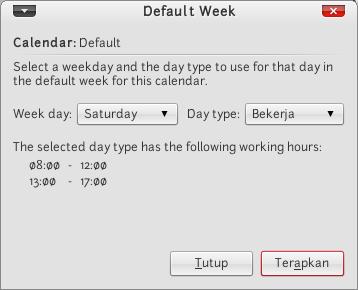 Default Week
Calendar: Default
Select a weekday and the day type to use for that day in
the default week for this calendar.
Week day: Saturday Day type: Bekerja
The selected day type has the following working hours:
08:00 - 12:00
13:00 - 17:00
Tutup Terapkan